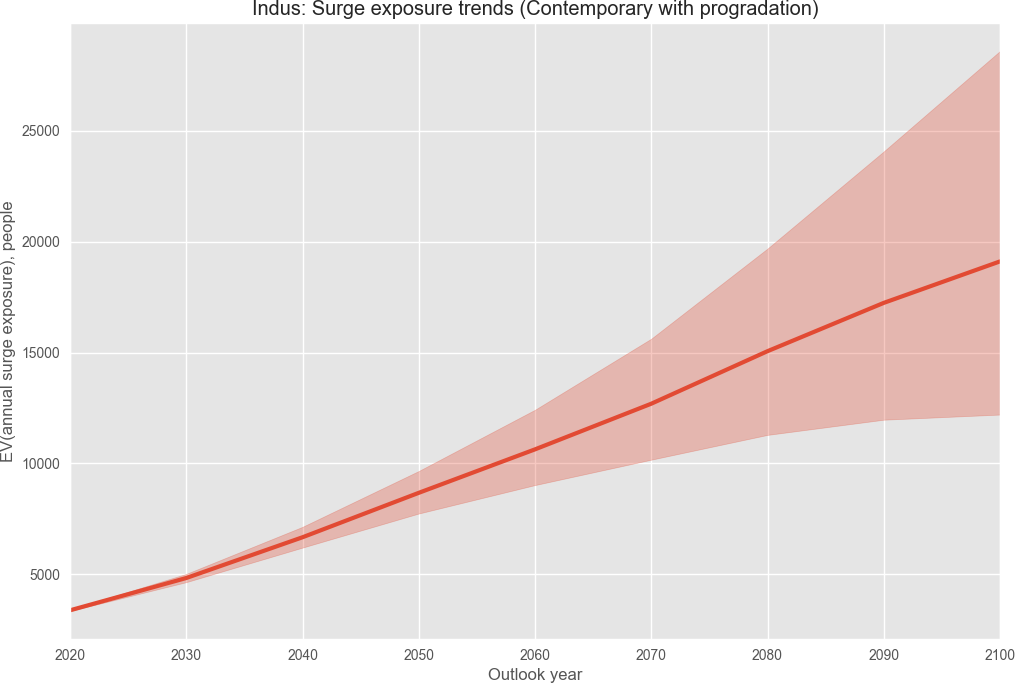 Indus: Surge exposure trends (Contemporary with progradation)
EV(annual surge exposure), people
25000
20000
15000
10000
5000
2020 2030 2040 2050 2060 2070 2080 2090 2100
Outlook year